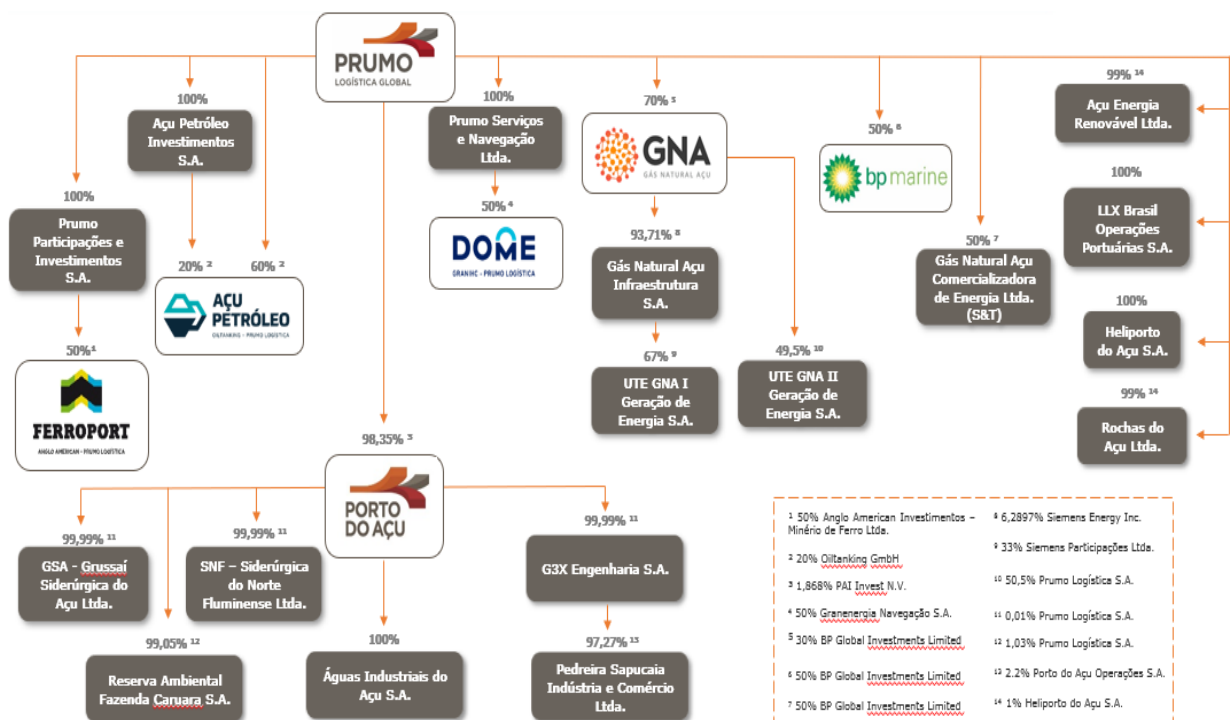 PRUMO
LOGÍSTICA GLOBAL
100%
Açu Petróleo
Investimentos
S.A.
100%
Prumo Serviços
e Navegação
Ltda.
70% ⁵
GNA
GÁS NATURAL AÇU
50% ⁶
bp marine
99% ¹⁴
Açu Energia
Renovável Ltda.
100%
Prumo
Participações e
Investimentos
S.A.
20% ²
60% ²
AÇU
PETRÓLEO
OILTANKING - PRUMO LOGÍSTICA
50% ⁴
DOME
GRANIHC - PRUMO LOGÍSTICA
93,71% ⁸
Gás Natural Açu
Infraestrutura
S.A.
50% ⁷
Gás Natural Açu
Comercializadora
de Energia Ltda.
(S&T)
100%
LLX Brasil
Operações
Portuárias S.A.
100%
Heliporto
do Açu S.A.
50%¹
FERROPORT
ANGLO AMERICAN - PRUMO LOGÍSTICA
67% ⁹
UTE GNA I
Geração de
Energia S.A.
49,5% ¹⁰
UTE GNA II
Geração de
Energia S.A.
99% ¹⁴
Rochas do
Açu Ltda.
98,35% ³
PORTO
DO AÇU
99,99% ¹¹
GSA - Grussaí
Siderúrgica do
Açu Ltda.
99,99% ¹¹
SNF – Siderúrgica
do Norte
Fluminense Ltda.
99,99% ¹¹
G3X Engenharia S.A.
99,05% ¹²
Reserva Ambiental
Fazenda Caruara S.A.
100%
Águas Industriais do
Açu S.A.
97,27% ¹³
Pedreira Sapucaia
Indústria e Comércio
Ltda.
¹ 50% Anglo American Investimentos –
Minério de Ferro Ltda.
² 20% Oiltanking GmbH
³ 1,868% PAI Invest N.V.
⁴ 50% Granenergia Navegação S.A.
⁵ 30% BP Global Investments Limited
⁶ 50% BP Global Investments Limited
⁷ 50% BP Global Investments Limited
⁸ 6,2897% Siemens Energy Inc.
⁹ 33% Siemens Participações Ltda.
¹⁰ 50,5% Prumo Logística S.A.
¹¹ 0,01% Prumo Logística S.A.
¹² 1,03% Prumo Logística S.A.
¹³ 2.2% Porto do Açu Operações S.A.
¹⁴ 1% Heliporto do Açu S.A.